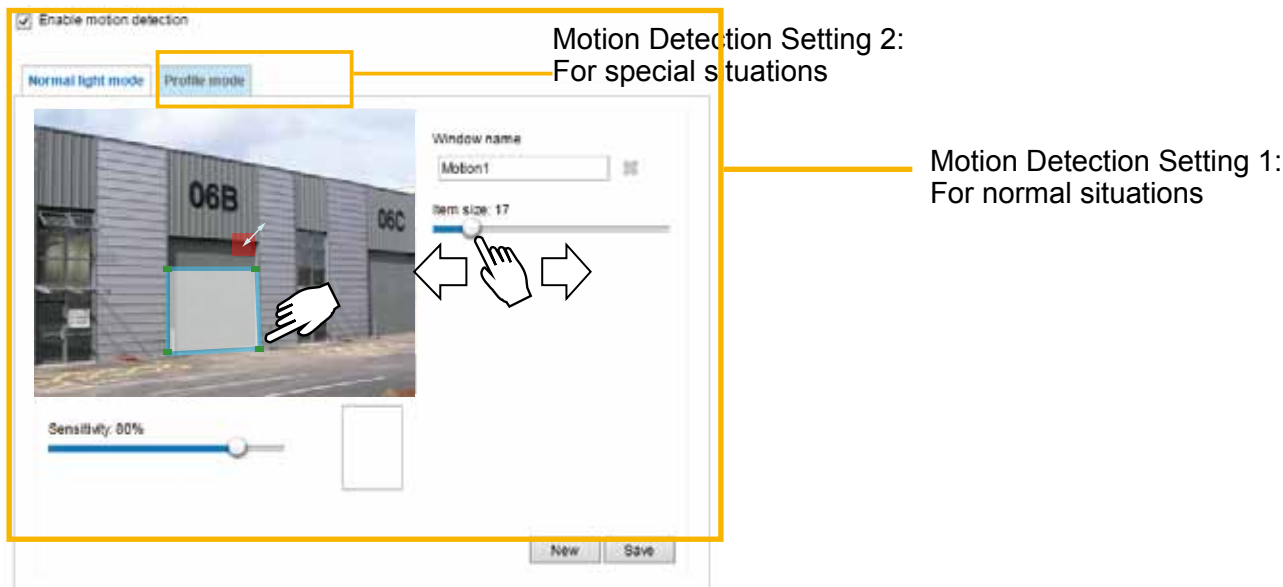 Enable motion detection
Motion Detection Setting 2:
For special situations
Normal light mode
Profile mode
Window name
Motion1
Motion Detection Setting 1:
For normal situations
06B
06C
Item size: 17
Sensitivity: 80%
New
Save